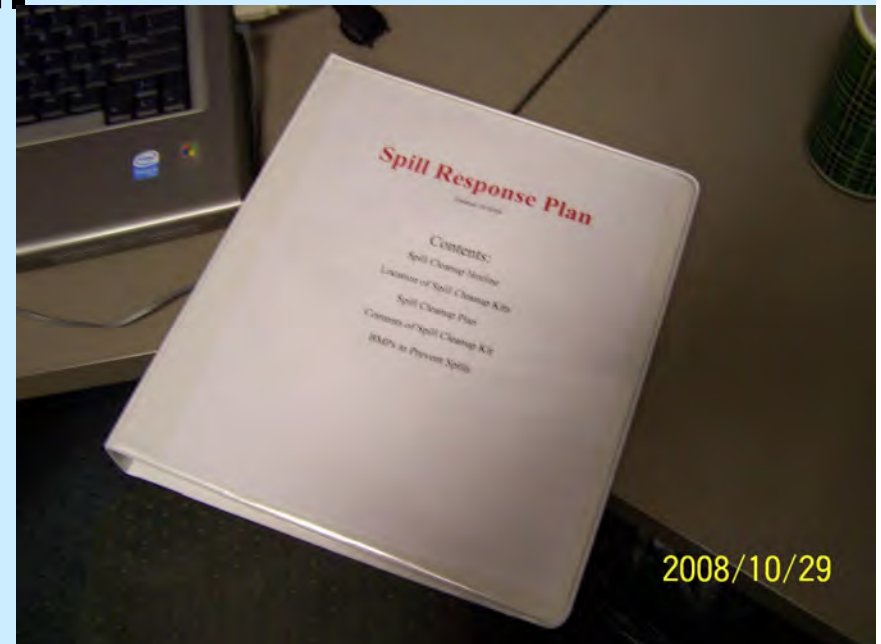 Spill Response Plan
Contents:
Spill Cleanup Hotline
Location of Spill Cleanup Kits
Spill Cleanup Plan
Contents of Spill Cleanup Kit
BMPs to Prevent Spills
intel
2008/10/29